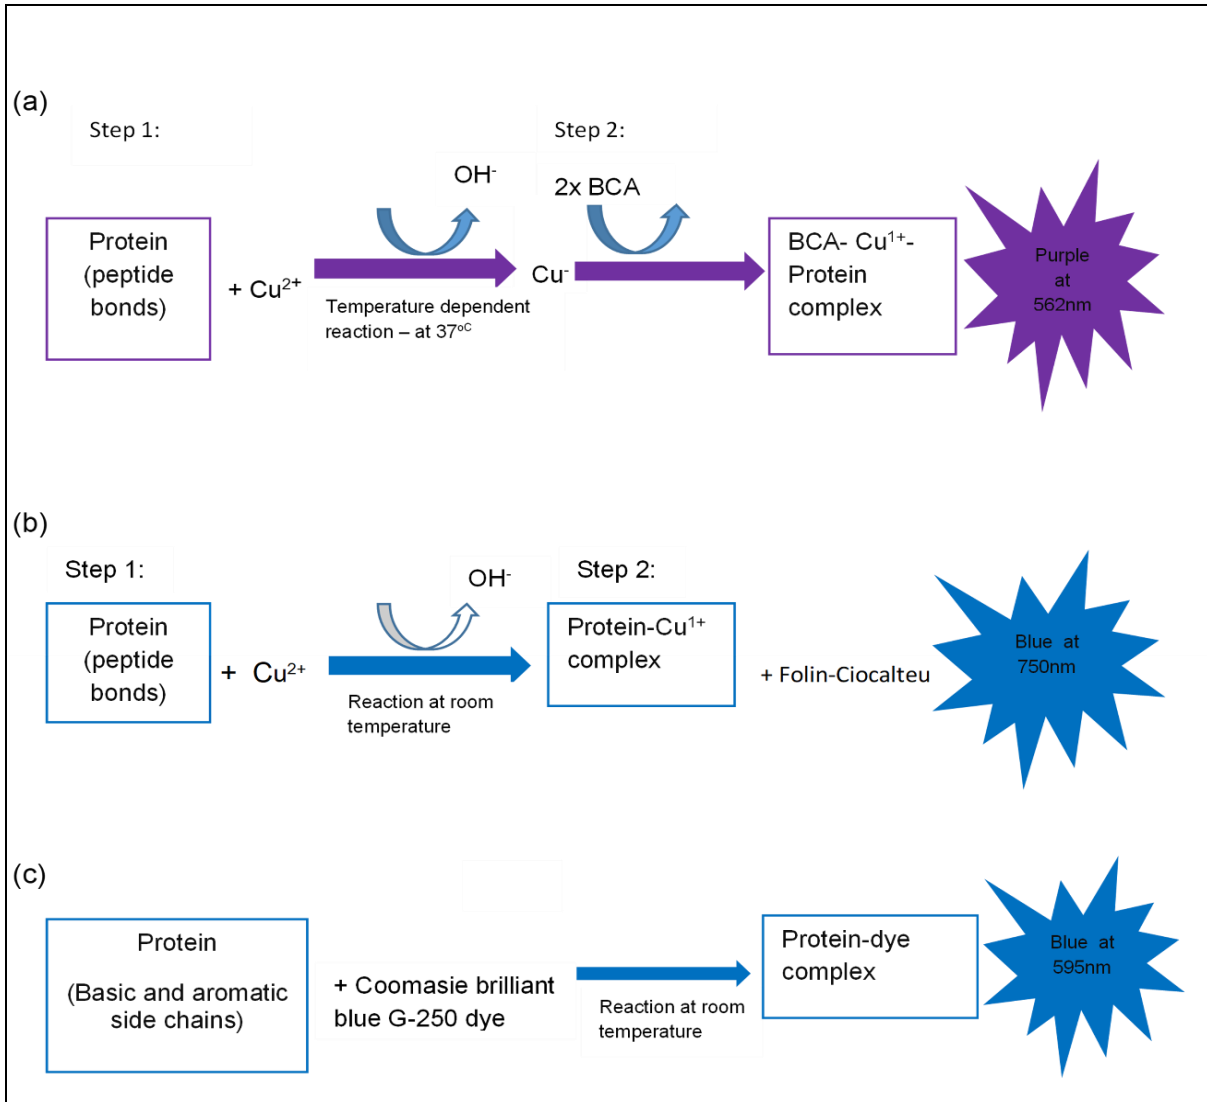 (a)
Step 1:
Step 2:
OH⁻
2x BCA
Protein
(peptide
bonds)
+ Cu²⁺
Temperature dependent
reaction – at 37ºC
Cu⁻
BCA- Cu¹⁺-
Protein
complex
Purple
at
562nm
(b)
Step 1:
OH⁻
Step 2:
Protein
(peptide
bonds)
+ Cu²⁺
Reaction at room
temperature
Protein-Cu¹⁺
complex
+ Folin-Ciocalteu
Blue at
750nm
(c)
Protein
(Basic and aromatic
side chains)
+ Coomasie brilliant
blue G-250 dye
Reaction at room
temperature
Protein-dye
complex
Blue at
595nm